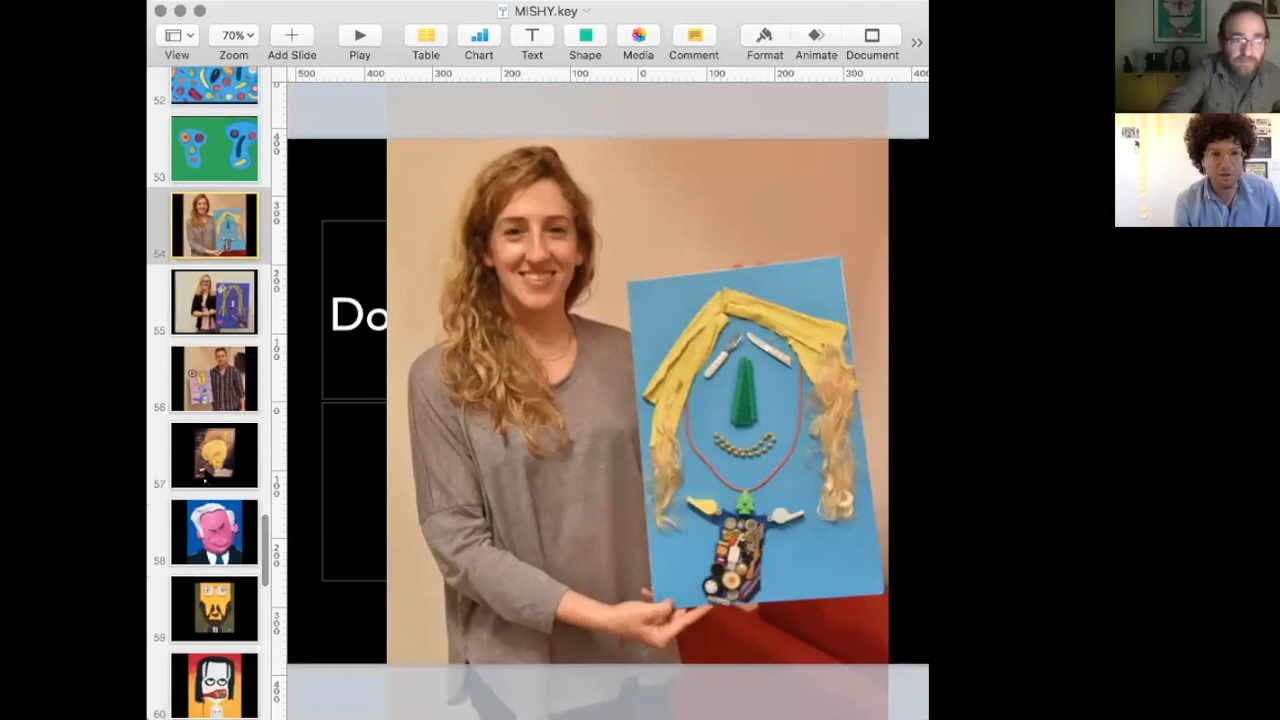 MISHY.key
70%
View
Zoom
Add Slide
Play
Table
Chart
Text
Shape
Media
Comment
Format
Animate
Document
500 400 300 200 100 0 100 200 300 400
52
53
54
55
56
57
58
59
60
Do